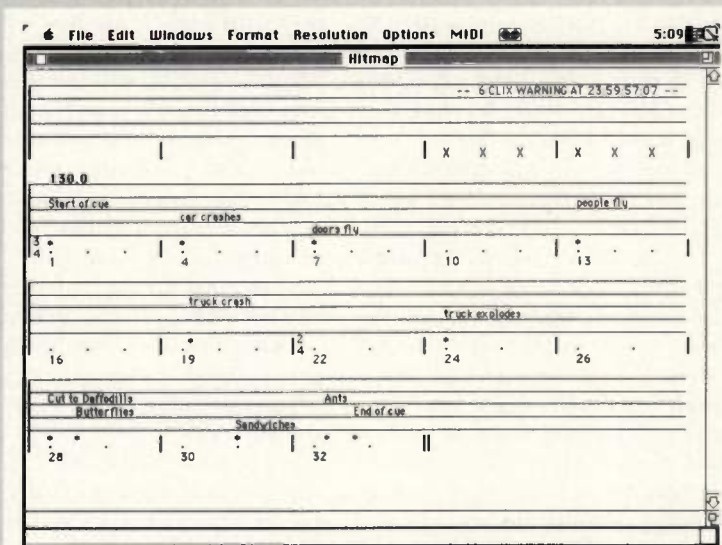 File Edit Windows Format Resolution Options MIDI 5:09
Hitmap
-- 6 CLIX WARNING AT 23 59 57 07 --
X X X X X X
130.0
Start of cue people fly
car crashes
doors fly
3
4
1 4 7 10 13
truck crash
truck explodes
2
4
16 19 22 24 26
Cut to Daffodills Ants
Butterflies End of cue
Sandwiches
28 30 32